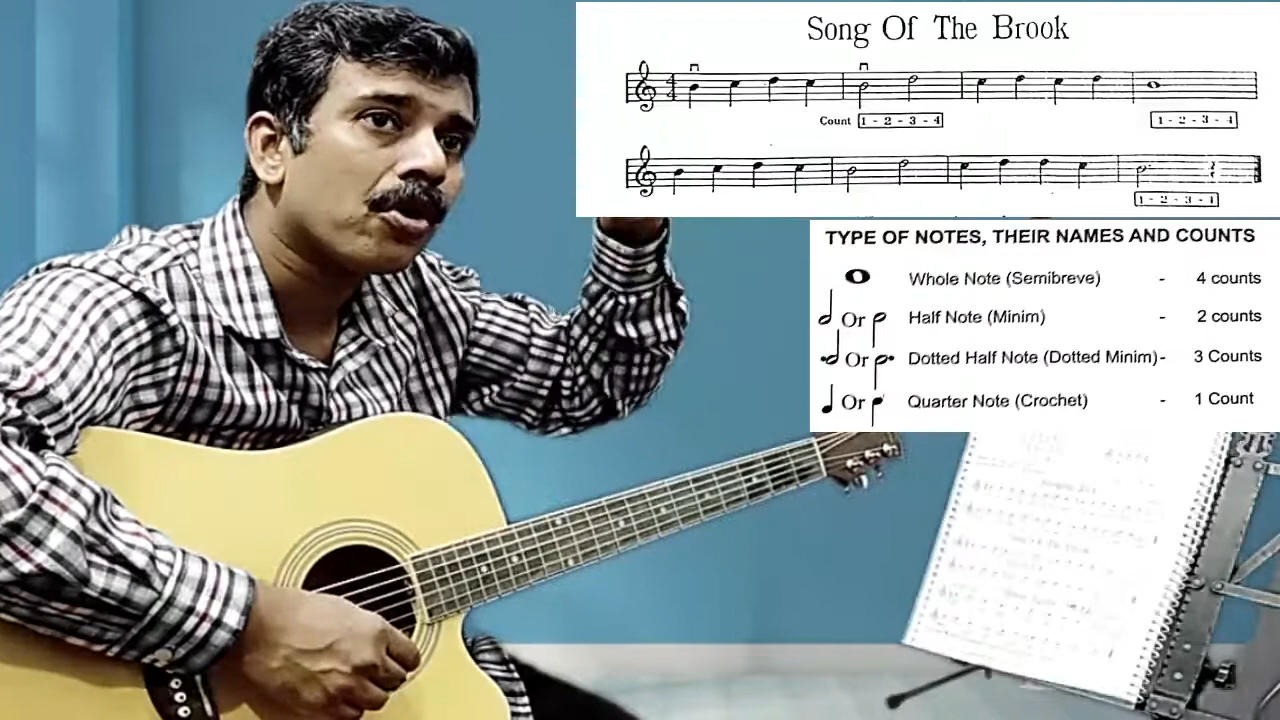 Song Of The Brook
4
4
Count 1 - 2 - 3 - 4
1 - 2 - 3 - 4
1 - 2 - 3 - 4
TYPE OF NOTES, THEIR NAMES AND COUNTS
Whole Note (Semibreve) - 4 counts
Or Half Note (Minim) - 2 counts
Or Dotted Half Note (Dotted Minim)- 3 Counts
Or Quarter Note (Crochet) - 1 Count